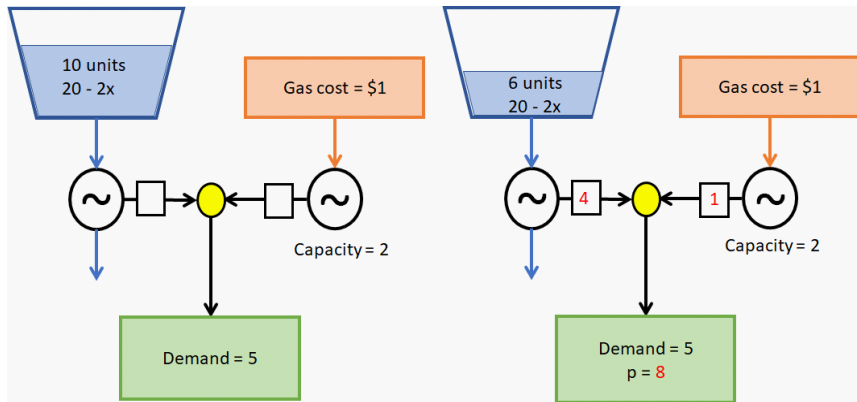 10 units
20 - 2x
Gas cost = $1
~
~
Capacity = 2
Demand = 5
6 units
20 - 2x
Gas cost = $1
~
4
1
~
Capacity = 2
Demand = 5
p = 8